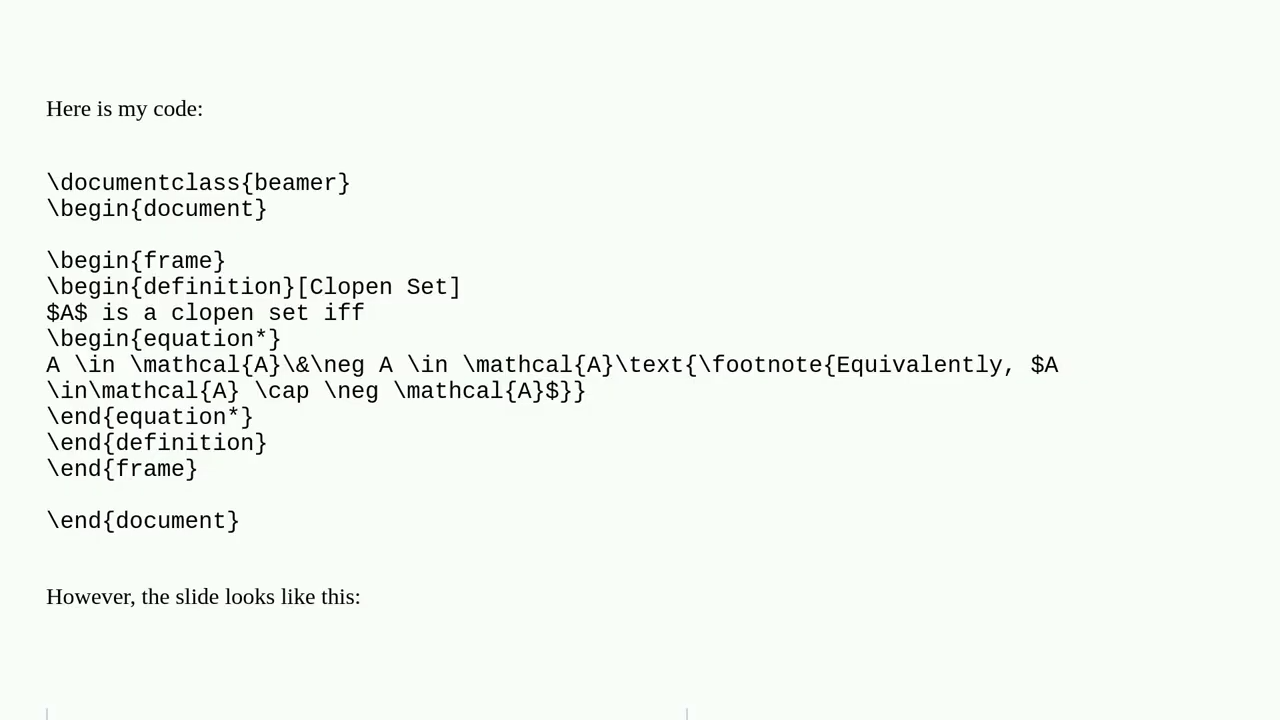 Here is my code:
\documentclass{beamer}
\begin{document}
\begin{frame}
\begin{definition}[Clopen Set]
$A$ is a clopen set iff
\begin{equation*}
A \in \mathcal{A}\&\neg A \in \mathcal{A}\text{\footnote{Equivalently, $A
\in\mathcal{A} \cap \neg \mathcal{A}$}}
\end{equation*}
\end{definition}
\end{frame}
\end{document}
However, the slide looks like this: